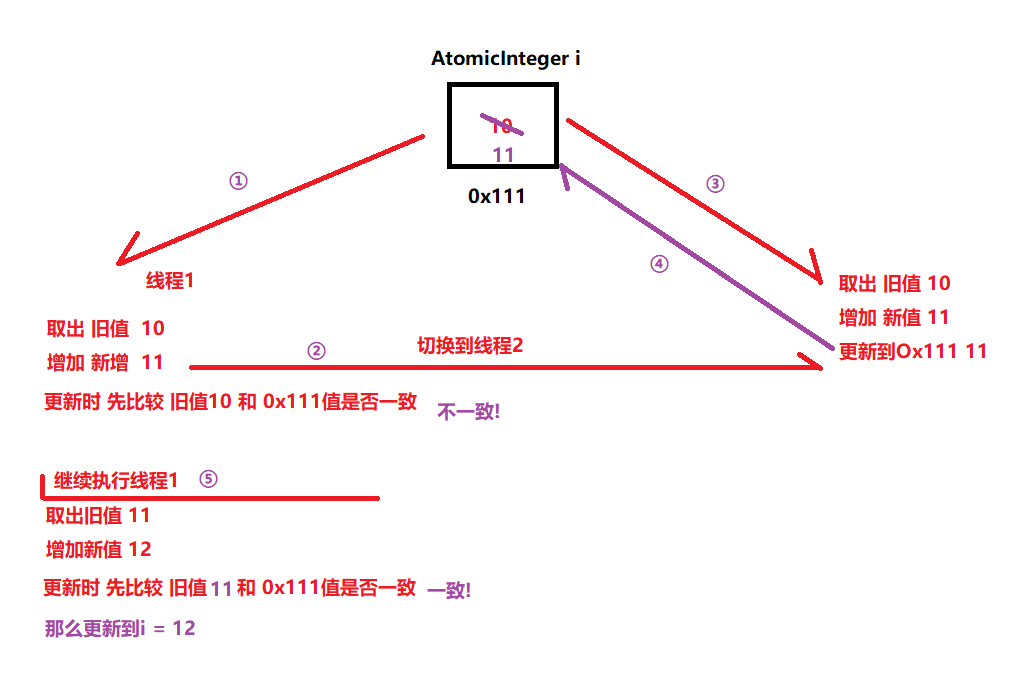 AtomicInteger i
10
11
0x111
①
③
④
线程1
取出 旧值 10
增加 新增 11
②
切换到线程2
取出 旧值 10
增加 新值 11
更新到Ox111 11
更新时 先比较 旧值10 和 0x111值是否一致 不一致!
继续执行线程1 ⑤
取出旧值 11
增加新值 12
更新时 先比较 旧值11和 0x111值是否一致 一致!
那么更新到i = 12